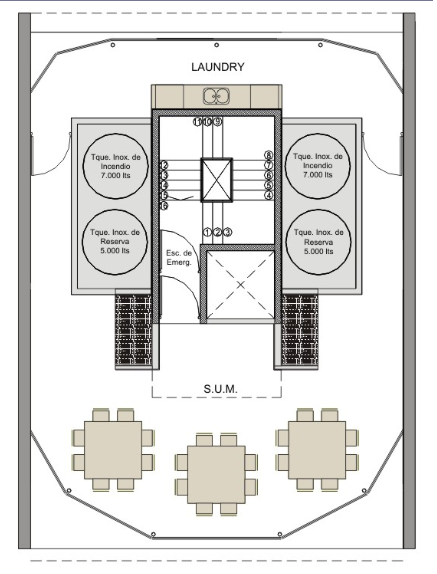 LAUNDRY
11 10 9
Tque. Inox. de
Incendio
7.000 lts
12
13
14
15
16
8
7
6
5
4
Tque. Inox. de
Incendio
7.000 lts
Tque. Inox. de
Reserva
5.000 lts
1 2 3
Esc. de
Emerg.
Tque. Inox. de
Reserva
5.000 lts
S.U.M.